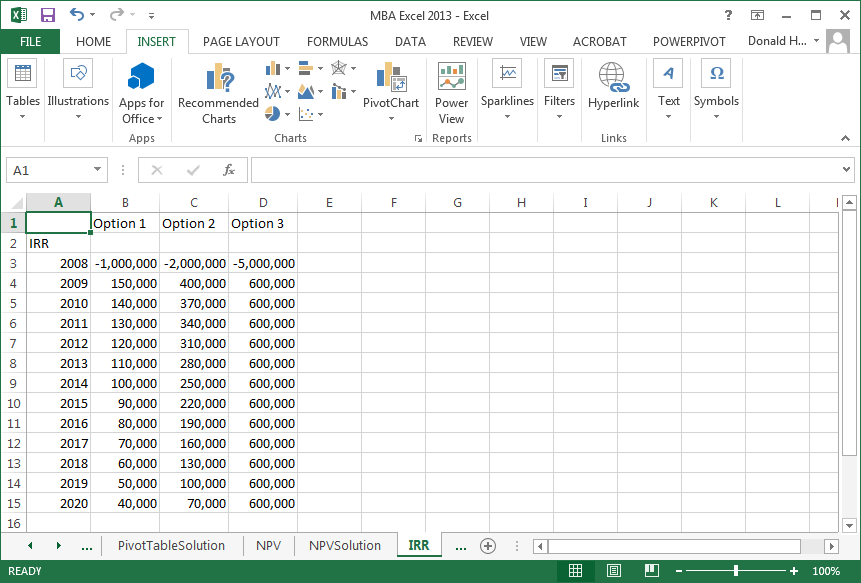 MBA Excel 2013 - Excel
?
FILE HOME INSERT PAGE LAYOUT FORMULAS DATA REVIEW VIEW ACROBAT POWERPIVOT Donald H...
Tables Illustrations Apps for Office Recommended Charts PivotChart Power View Sparklines Filters Hyperlink Text Symbols
Apps Charts Reports Links
A1 fx
A B C D E F G H I J K L
1 Option 1 Option 2 Option 3
2 IRR
3 2008 -1,000,000 -2,000,000 -5,000,000
4 2009 150,000 400,000 600,000
5 2010 140,000 370,000 600,000
6 2011 130,000 340,000 600,000
7 2012 120,000 310,000 600,000
8 2013 110,000 280,000 600,000
9 2014 100,000 250,000 600,000
10 2015 90,000 220,000 600,000
11 2016 80,000 190,000 600,000
12 2017 70,000 160,000 600,000
13 2018 60,000 130,000 600,000
14 2019 50,000 100,000 600,000
15 2020 40,000 70,000 600,000
16
... PivotTableSolution NPV NPVSolution IRR ...
READY 100%